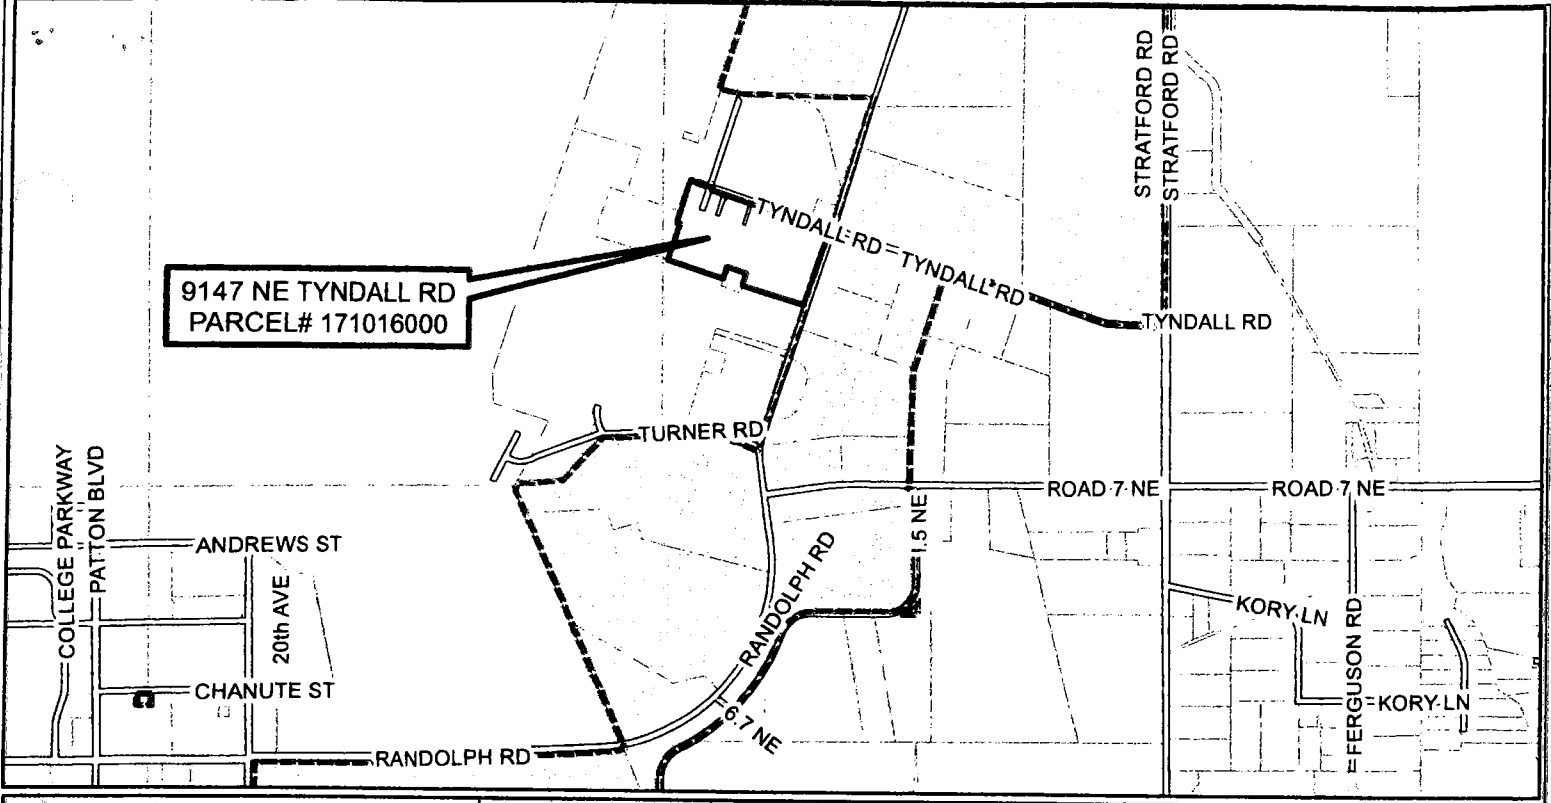 STRATFORD RD
STRATFORD RD
TYNDALL RD
TYNDALL RD
TYNDALL RD
9147 NE TYNDALL RD
PARCEL# 171016000
TURNER RD
COLLEGE PARKWAY
PATTON BLVD
ROAD 7 NE
ROAD 7 NE
ANDREWS ST
1.5 NE
20th AVE
RANDOLPH RD
KORY LN
FERGUSON RD
CHANUTE ST
KORY LN
6.7 NE
RANDOLPH RD